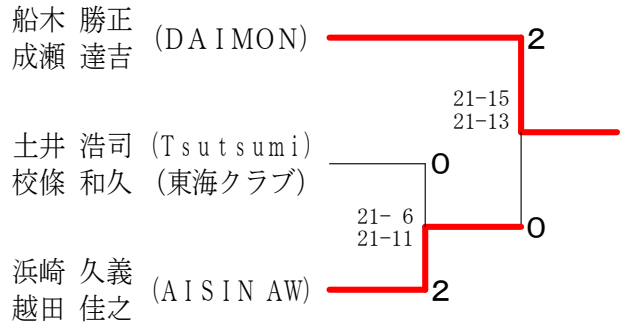 船木 勝正 (DAIMON)
成瀬 達吉
2
21-15
21-13
土井 浩司 (Tsutsumi)
校條 和久 (東海クラブ)
0
21- 6
21-11
0
浜崎 久義 (AISIN AW)
越田 佳之
2